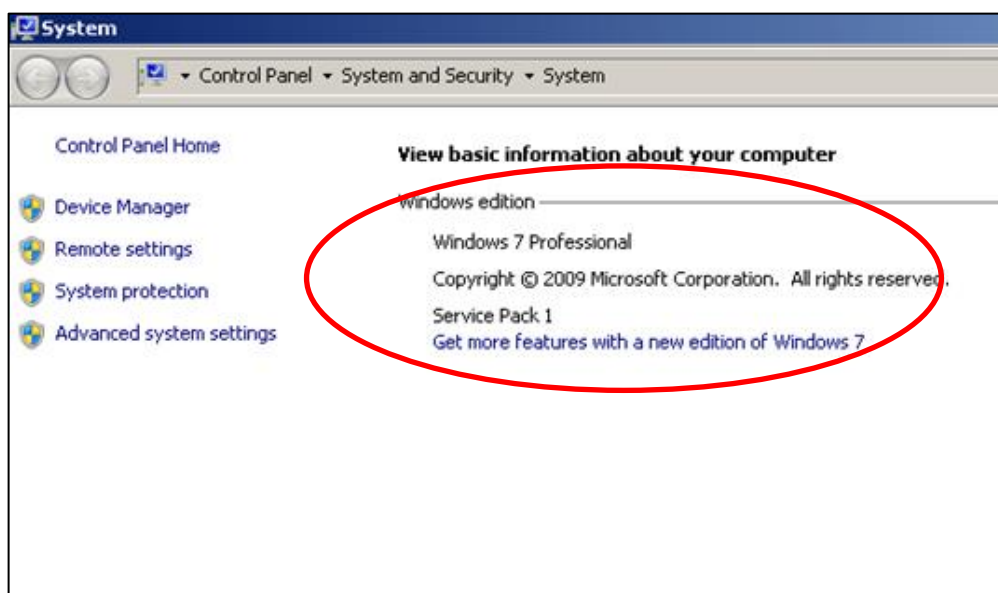 System
Control Panel ▾ System and Security ▾ System
Control Panel Home
Device Manager
Remote settings
System protection
Advanced system settings
View basic information about your computer
Windows edition
Windows 7 Professional
Copyright © 2009 Microsoft Corporation.  All rights reserved.
Service Pack 1
Get more features with a new edition of Windows 7